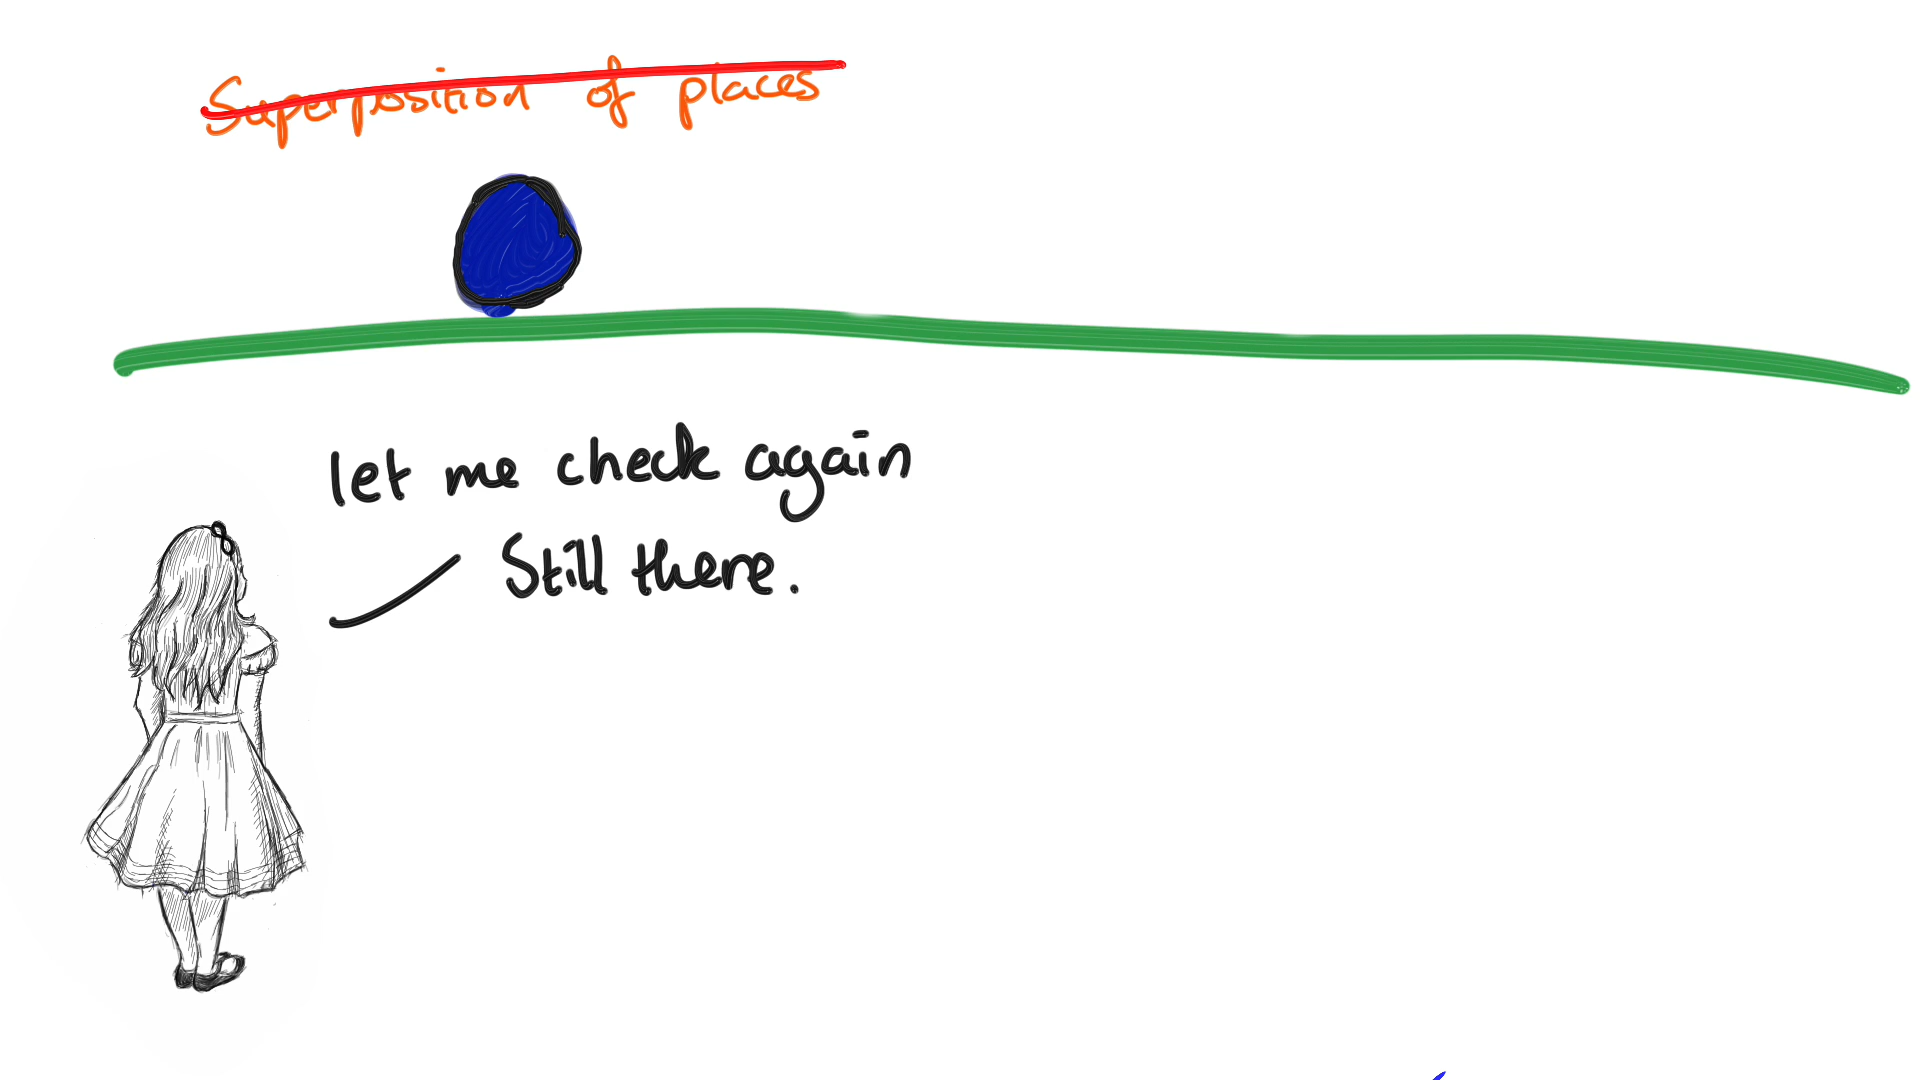 Superposition of places
let me check again
Still there.